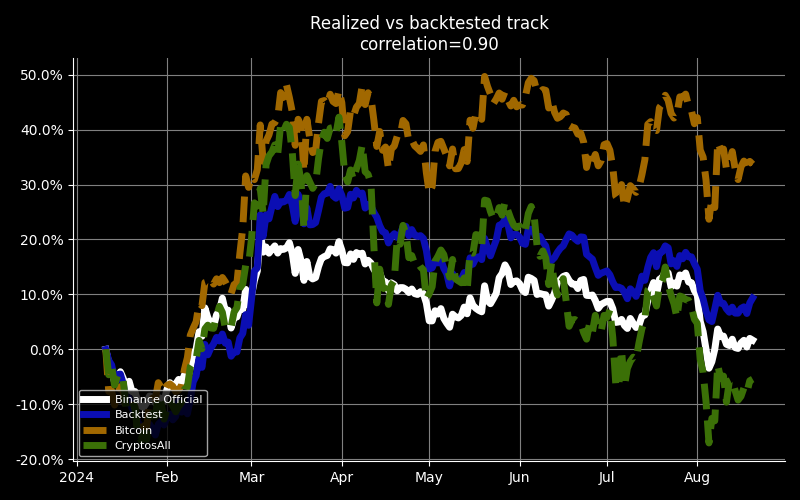 Realized vs backtested track
correlation=0.90
50.0%
40.0%
30.0%
20.0%
10.0%
0.0%
-10.0%
-20.0%
Binance Official
Backtest
Bitcoin
CryptosAll
2024 Feb Mar Apr May Jun Jul Aug